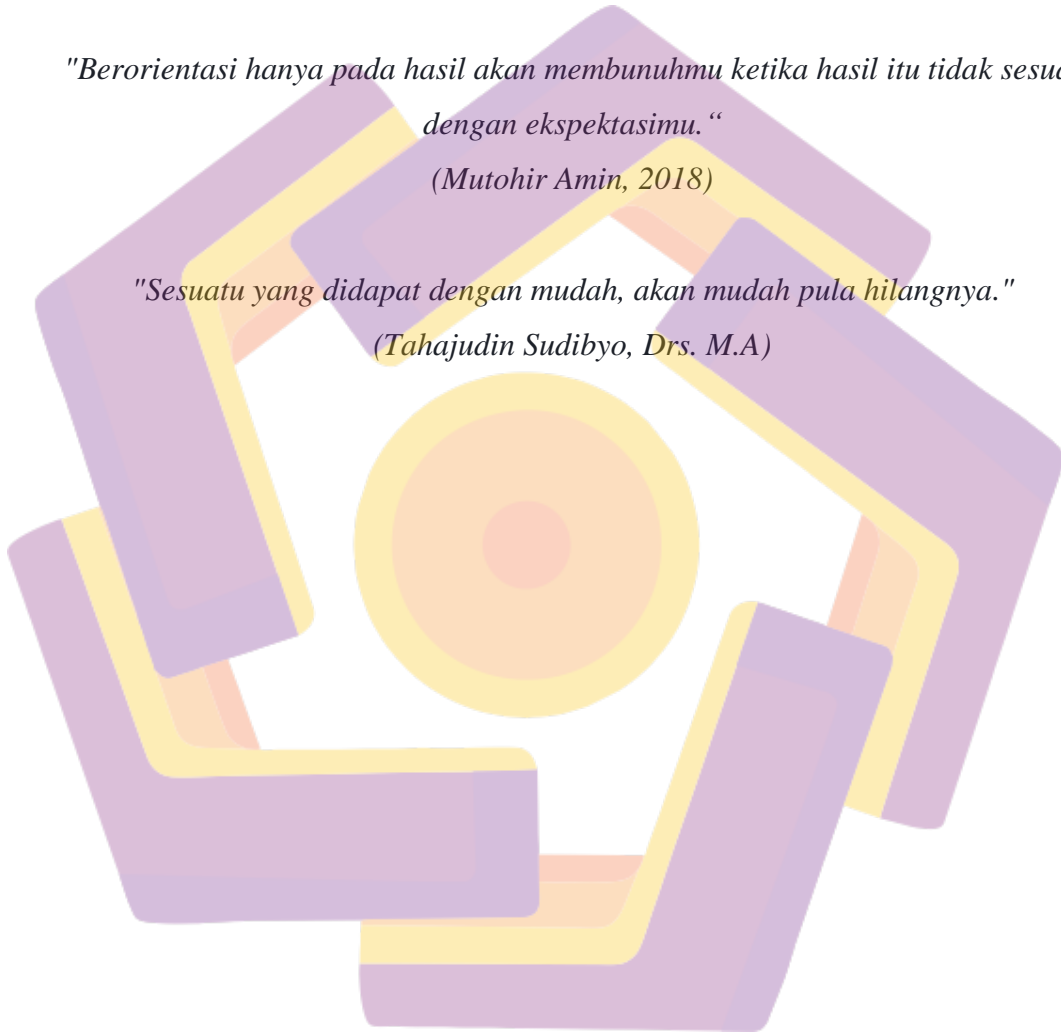 "Berorientasi hanya pada hasil akan membunuhmu ketika hasil itu tidak sesua
dengan ekspektasimu.“
(Mutohir Amin, 2018)
"Sesuatu yang didapat dengan mudah, akan mudah pula hilangnya."
(Tahajudin Sudibyo, Drs. M.A)